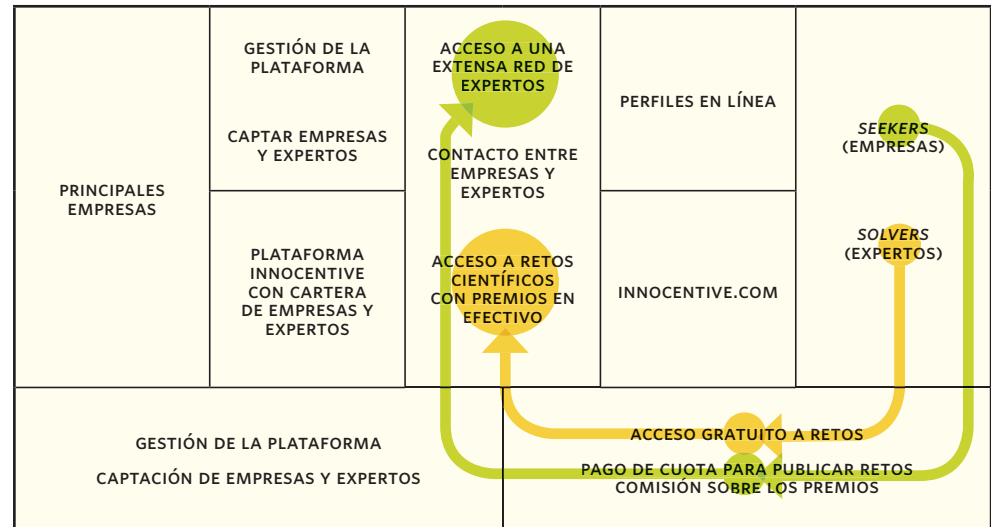 PRINCIPALES
EMPRESAS
GESTIÓN DE LA
PLATAFORMA
CAPTAR EMPRESAS
Y EXPERTOS
PLATAFORMA
INNOCENTIVE
CON CARTERA
DE EMPRESAS Y
EXPERTOS
ACCESO A UNA
EXTENSA RED DE
EXPERTOS
CONTACTO ENTRE
EMPRESAS Y
EXPERTOS
ACCESO A RETOS
CIENTÍFICOS
CON PREMIOS EN
EFECTIVO
PERFILES EN LÍNEA
INNOCENTIVE.COM
SEEKERS
(EMPRESAS)
SOLVERS
(EXPERTOS)
GESTIÓN DE LA PLATAFORMA
CAPTACIÓN DE EMPRESAS Y EXPERTOS
ACCESO GRATUITO A RETOS
PAGO DE CUOTA PARA PUBLICAR RETOS
COMISIÓN SOBRE LOS PREMIOS